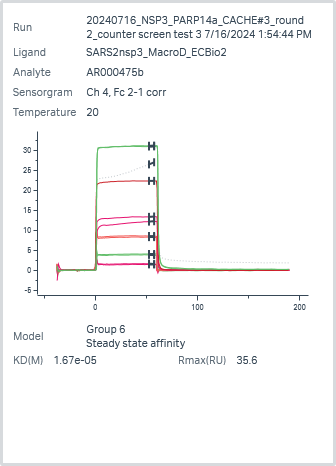 Run 20240716_NSP3_PARP14a_CACHE#3_round
2_counter screen test 3 7/16/2024 1:54:44 PM
Ligand SARS2nsp3_MacroD_ECBio2
Analyte AR000475b
Sensorgram Ch 4, Fc 2-1 corr
Temperature 20
30
25
20
15
10
5
0
-5
0 100 200
Model Group 6
Steady state affinity
KD(M) 1.67e-05 Rmax(RU) 35.6